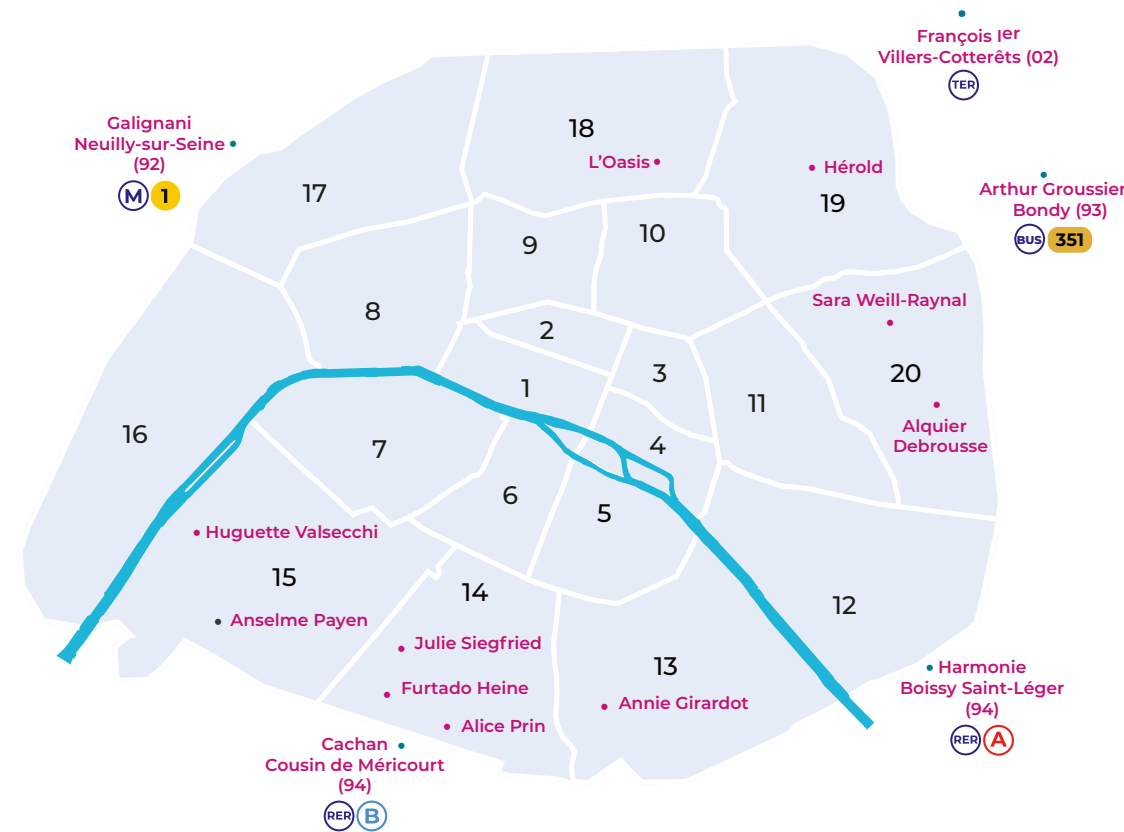 François Ier
Villers-Cotterêts (02)
TER
Galignani
Neuilly-sur-Seine
(92)
M 1
18
L'Oasis
Hérold
19
17
Arthur Groussier
Bondy (93)
BUS 351
9
10
8
2
Sara Weill-Raynal
1
3
20
11
Alquier
Debrousse
16
7
4
6
5
Huguette Valsecchi
15
Anselme Payen
14
12
Julie Siegfried
13
Furtado Heine
Annie Girardot
Alice Prin
Harmonie
Boissy Saint-Léger
(94)
RER A
Cachan
Cousin de Méricourt
(94)
RER B